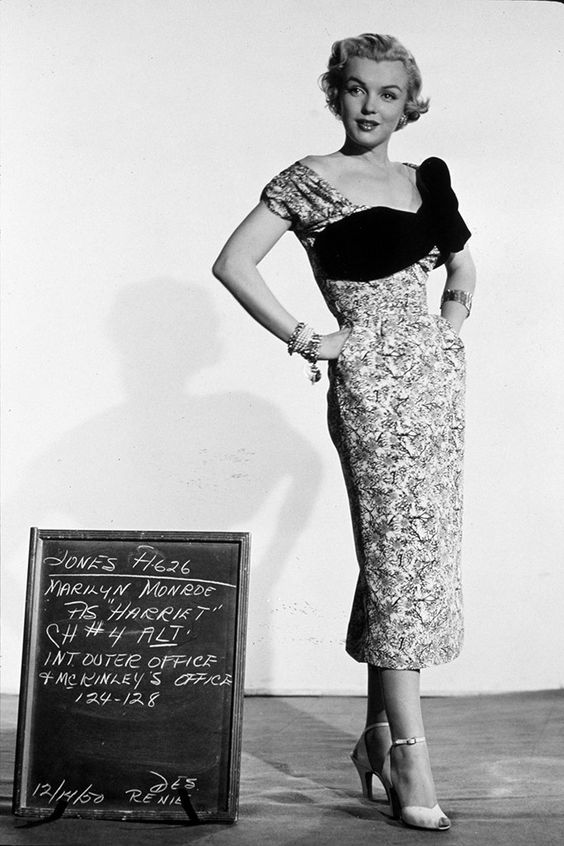 JONES A-626
MARILYN MONROE
AS "HARRIET"
CH #4 ALT.
INT OUTER OFFICE
& MCKINLEY'S OFFICE
124-128
DES.
12/14/50 RENIE